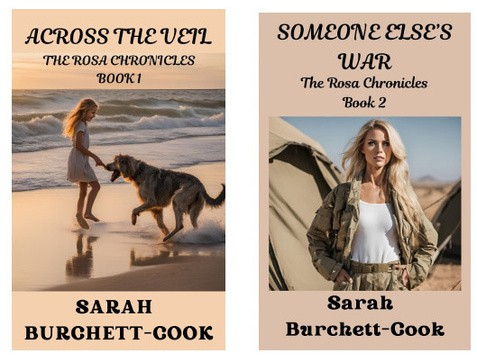 ACROSS THE VEIL
THE ROSA CHRONICLES
BOOK 1
SARAH
BURCHETT-COOK
SOMEONE ELSE'S
WAR
The Rosa Chronicles
Book 2
Sarah
Burchett-Cook